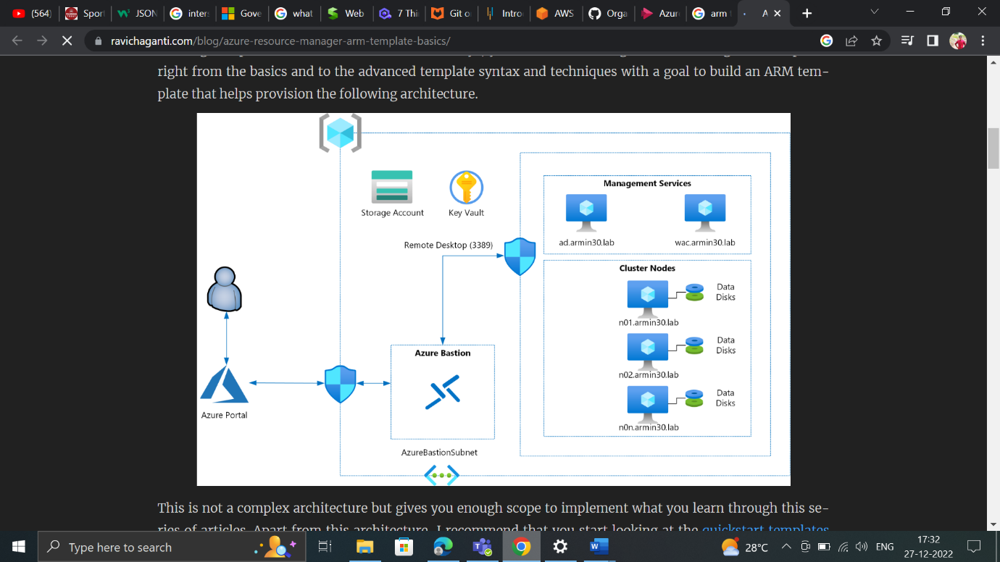 (564)
Spor
JSON
inter
Gove
what
Web
7 Thi
Git o
Intro
AWS
Orga
Azur
arm t
A
ravichaganti.com/blog/azure-resource-manager-arm-template-basics/
right from the basics and to the advanced template syntax and techniques with a goal to build an ARM tem-
plate that helps provision the following architecture.
Management Services
Storage Account
Key Vault
ad.armin30.lab
wac.armin30.lab
Remote Desktop (3389)
Cluster Nodes
Data
Disks
n01.armin30.lab
Data
Disks
Azure Bastion
n02.armin30.lab
Data
Disks
Azure Portal
n0n.armin30.lab
AzureBastionSubnet
This is not a complex architecture but gives you enough scope to implement what you learn through this se-
ries of articles. Apart from this architecture, I recommend that you start looking at the quickstart templates
Type here to search
28°C
ENG
17:32
27-12-2022